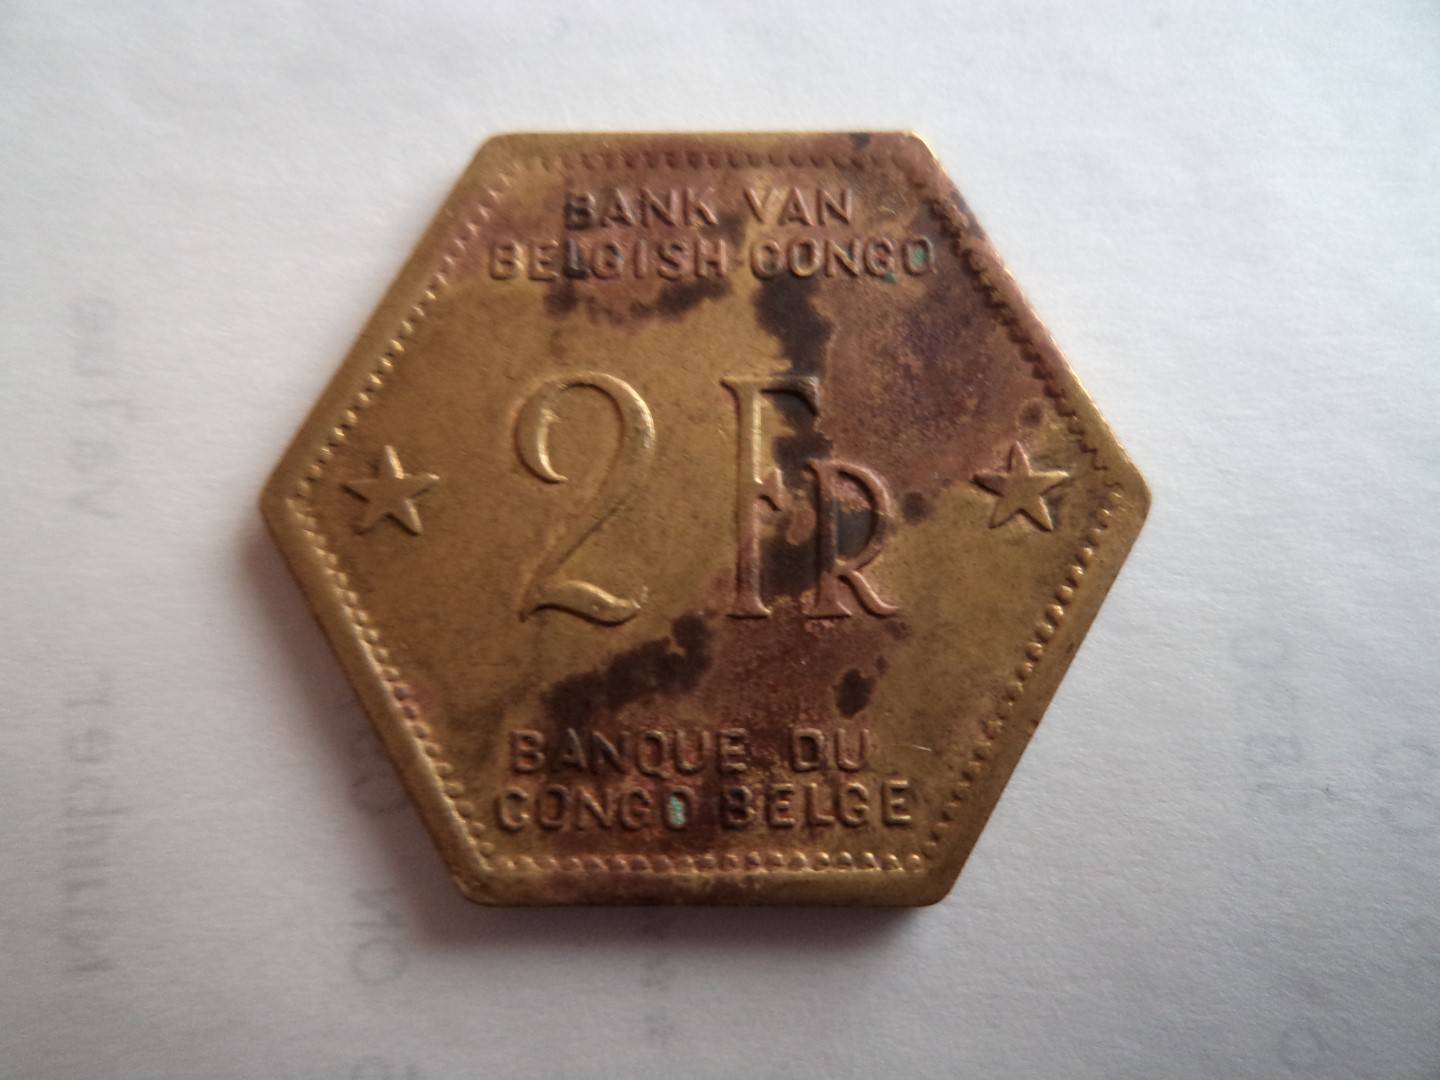 BANK VAN
BELGISH CONGO
2 FR
BANQUE DU
CONGO BELGE